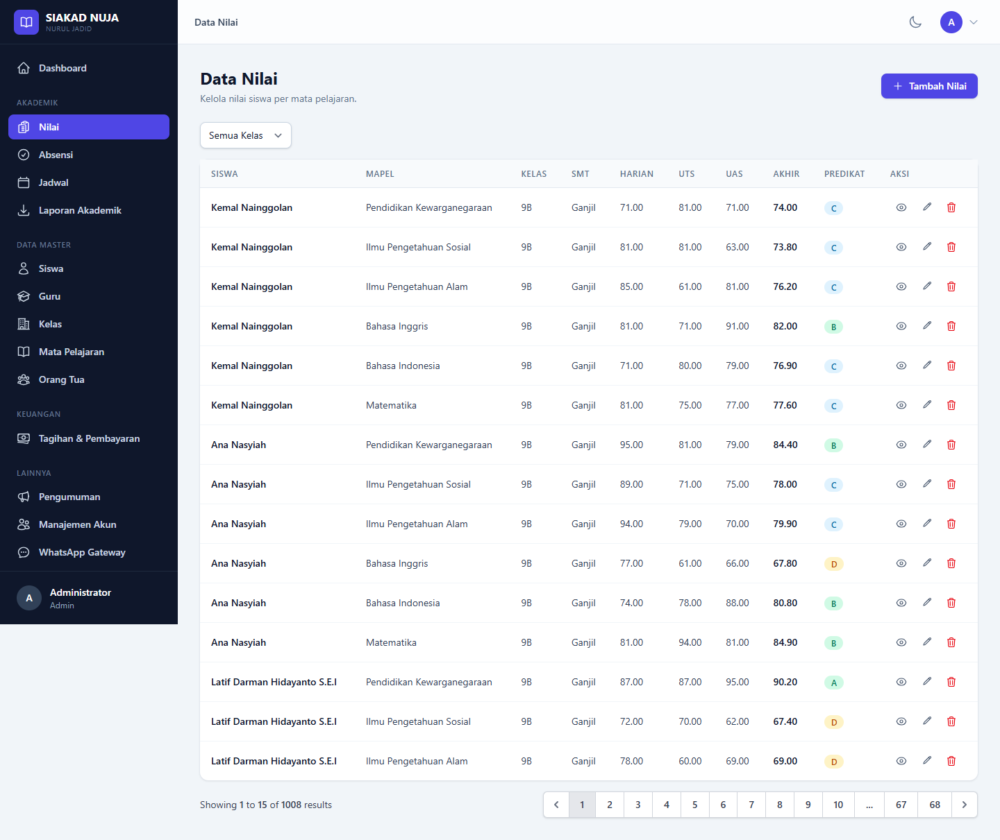 SIAKAD NUJA
NURUL JADID
Dashboard
AKADEMIK
Nilai
Absensi
Jadwal
Laporan Akademik
DATA MASTER
Siswa
Guru
Kelas
Mata Pelajaran
Orang Tua
KEUANGAN
Tagihan & Pembayaran
LAINNYA
Pengumuman
Manajemen Akun
WhatsApp Gateway
A
Administrator
Admin
Data Nilai
A
Data Nilai
Kelola nilai siswa per mata pelajaran.
Tambah Nilai
Semua Kelas
SISWA MAPEL KELAS SMT HARIAN UTS UAS AKHIR PREDIKAT AKSI
Kemal Nainggolan Pendidikan Kewarganegaraan 9B Ganjil 71.00 81.00 71.00 74.00 C
Kemal Nainggolan Ilmu Pengetahuan Sosial 9B Ganjil 81.00 81.00 63.00 73.80 C
Kemal Nainggolan Ilmu Pengetahuan Alam 9B Ganjil 85.00 61.00 81.00 76.20 C
Kemal Nainggolan Bahasa Inggris 9B Ganjil 81.00 71.00 91.00 82.00 B
Kemal Nainggolan Bahasa Indonesia 9B Ganjil 71.00 80.00 79.00 76.90 C
Kemal Nainggolan Matematika 9B Ganjil 81.00 75.00 77.00 77.60 C
Ana Nasyiah Pendidikan Kewarganegaraan 9B Ganjil 95.00 81.00 79.00 84.40 B
Ana Nasyiah Ilmu Pengetahuan Sosial 9B Ganjil 89.00 71.00 75.00 78.00 C
Ana Nasyiah Ilmu Pengetahuan Alam 9B Ganjil 94.00 79.00 70.00 79.90 C
Ana Nasyiah Bahasa Inggris 9B Ganjil 77.00 61.00 66.00 67.80 D
Ana Nasyiah Bahasa Indonesia 9B Ganjil 74.00 78.00 88.00 80.80 B
Ana Nasyiah Matematika 9B Ganjil 81.00 94.00 81.00 84.90 B
Latif Darman Hidayanto S.E.I Pendidikan Kewarganegaraan 9B Ganjil 87.00 87.00 95.00 90.20 A
Latif Darman Hidayanto S.E.I Ilmu Pengetahuan Sosial 9B Ganjil 72.00 70.00 62.00 67.40 D
Latif Darman Hidayanto S.E.I Ilmu Pengetahuan Alam 9B Ganjil 78.00 60.00 69.00 69.00 D
Showing 1 to 15 of 1008 results
1 2 3 4 5 6 7 8 9 10 ... 67 68